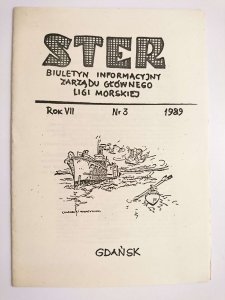 STER
BIULETYN INFORMACYJNY
ZARZĄDU GŁÓWNEGO
LIGI MORSKIEJ
ROK VII Nr 3 1989
GDAŃSK